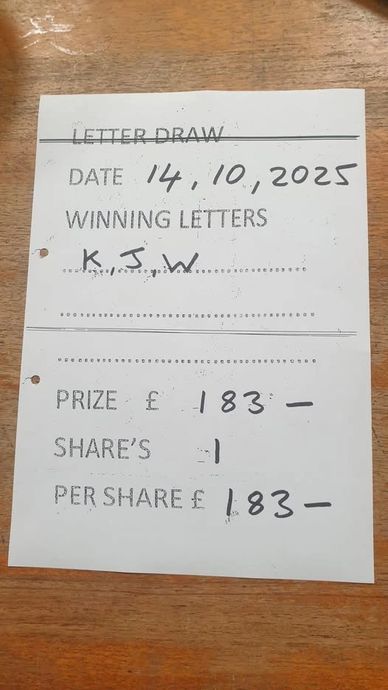 LETTER DRAW
DATE 14, 10, 2025
WINNING LETTERS
K, J, W
PRIZE £ 183 —
SHARE'S 1
PER SHARE £ 183 —